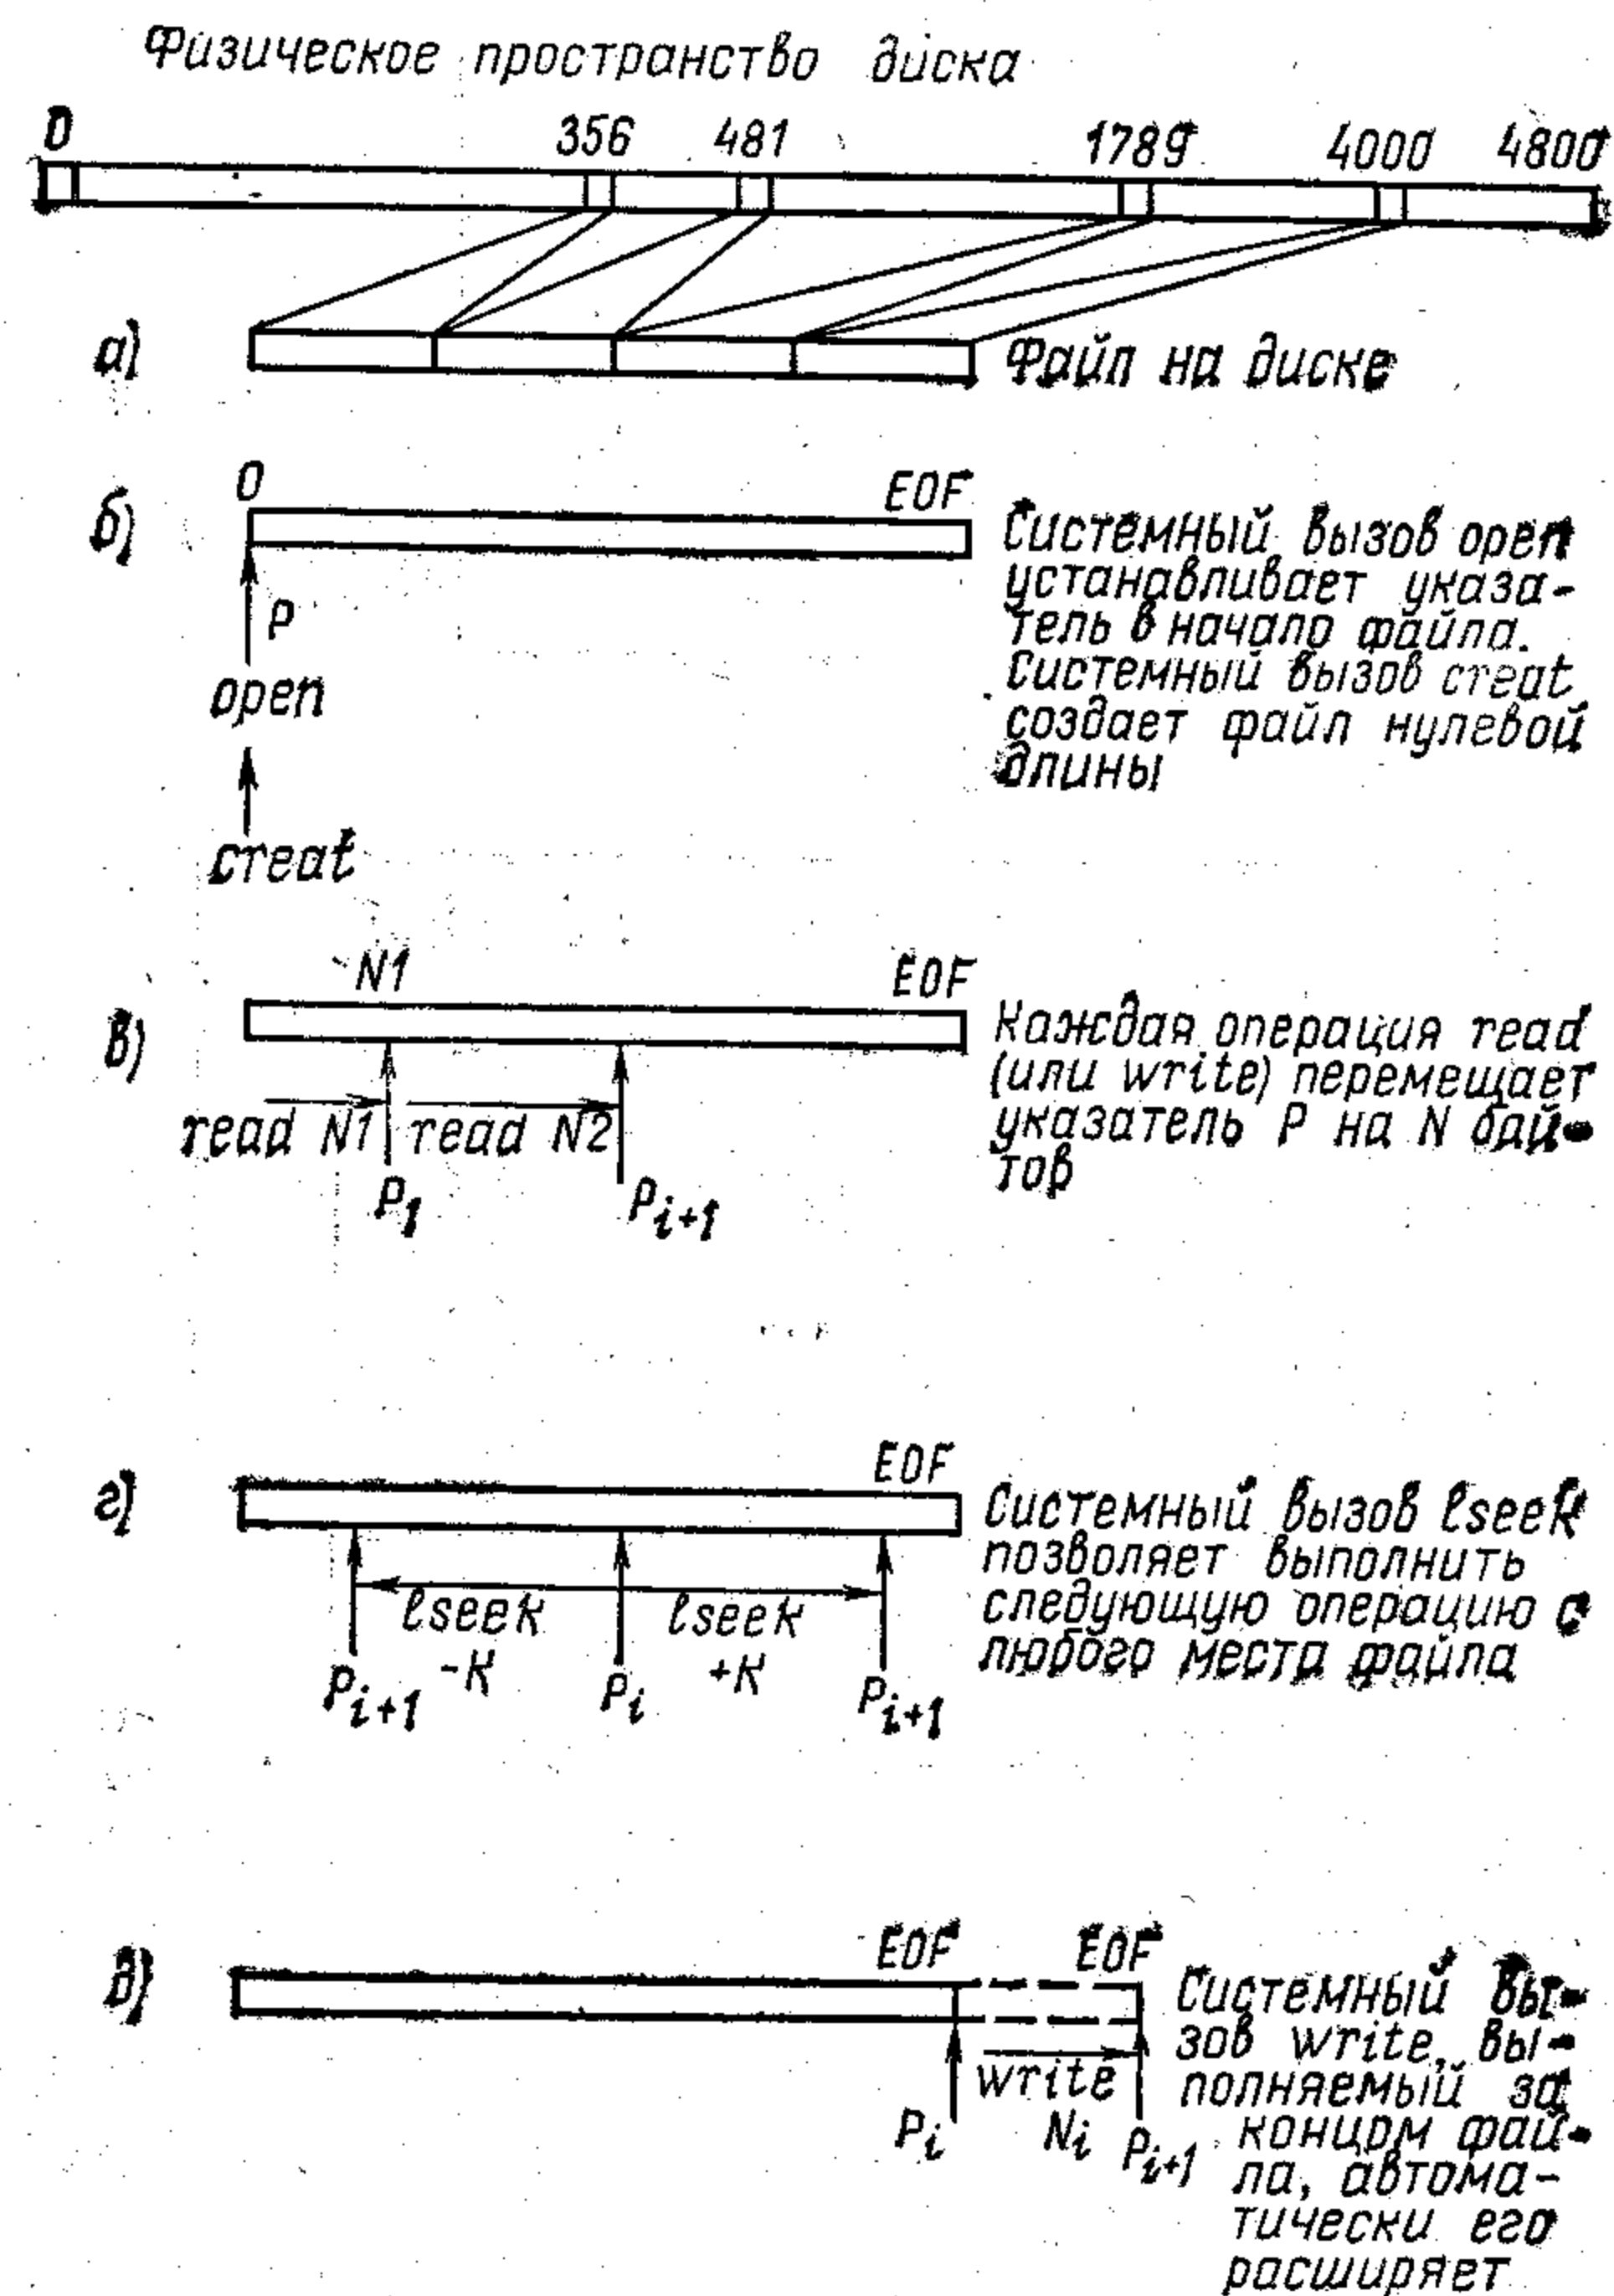 Физическое пространство диска
0 356 481 1789 4000 4800
а) Файл на диске
0 EOF
б) Системный вызов open
устанавливает указа-
тель в начало файла.
Системный вызов creat
создает файл нулевой
длины
P
open
creat
N1 EOF
в) Каждая операция read
(или write) перемещает
указатель P на N бай-
тов
read N1 read N2
P1 Pi+1
EOF
г) Системный вызов lseek
позволяет выполнить
следующую операцию с
любого места файла
lseek lseek
-K +K
Pi+1 Pi Pi+1
EOF EOF
д) Системный вы-
зов write, вы-
полняемый за
концом фай-
ла, автома-
тически его
расширяет
write
Pi Ni Pi+1